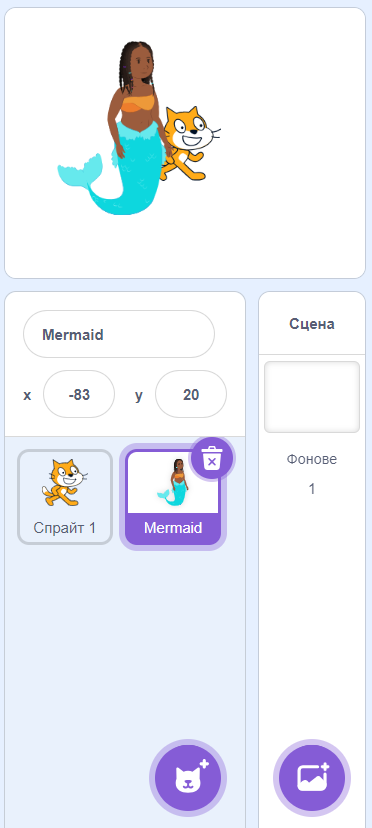 Mermaid
x -83 y 20
Сцена
Фонове
1
Спрайт 1
Mermaid